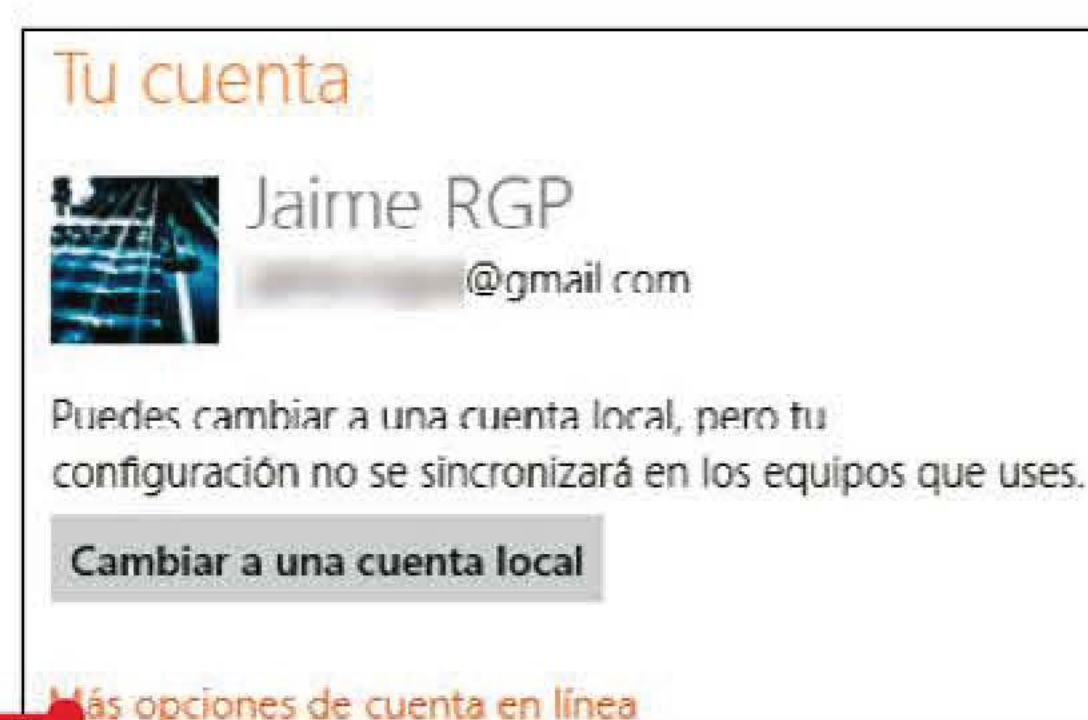 Tu cuenta
Jaime RGP
@gmail.com
Puedes cambiar a una cuenta local, pero tu
configuración no se sincronizará en los equipos que uses.
Cambiar a una cuenta local
Más opciones de cuenta en línea